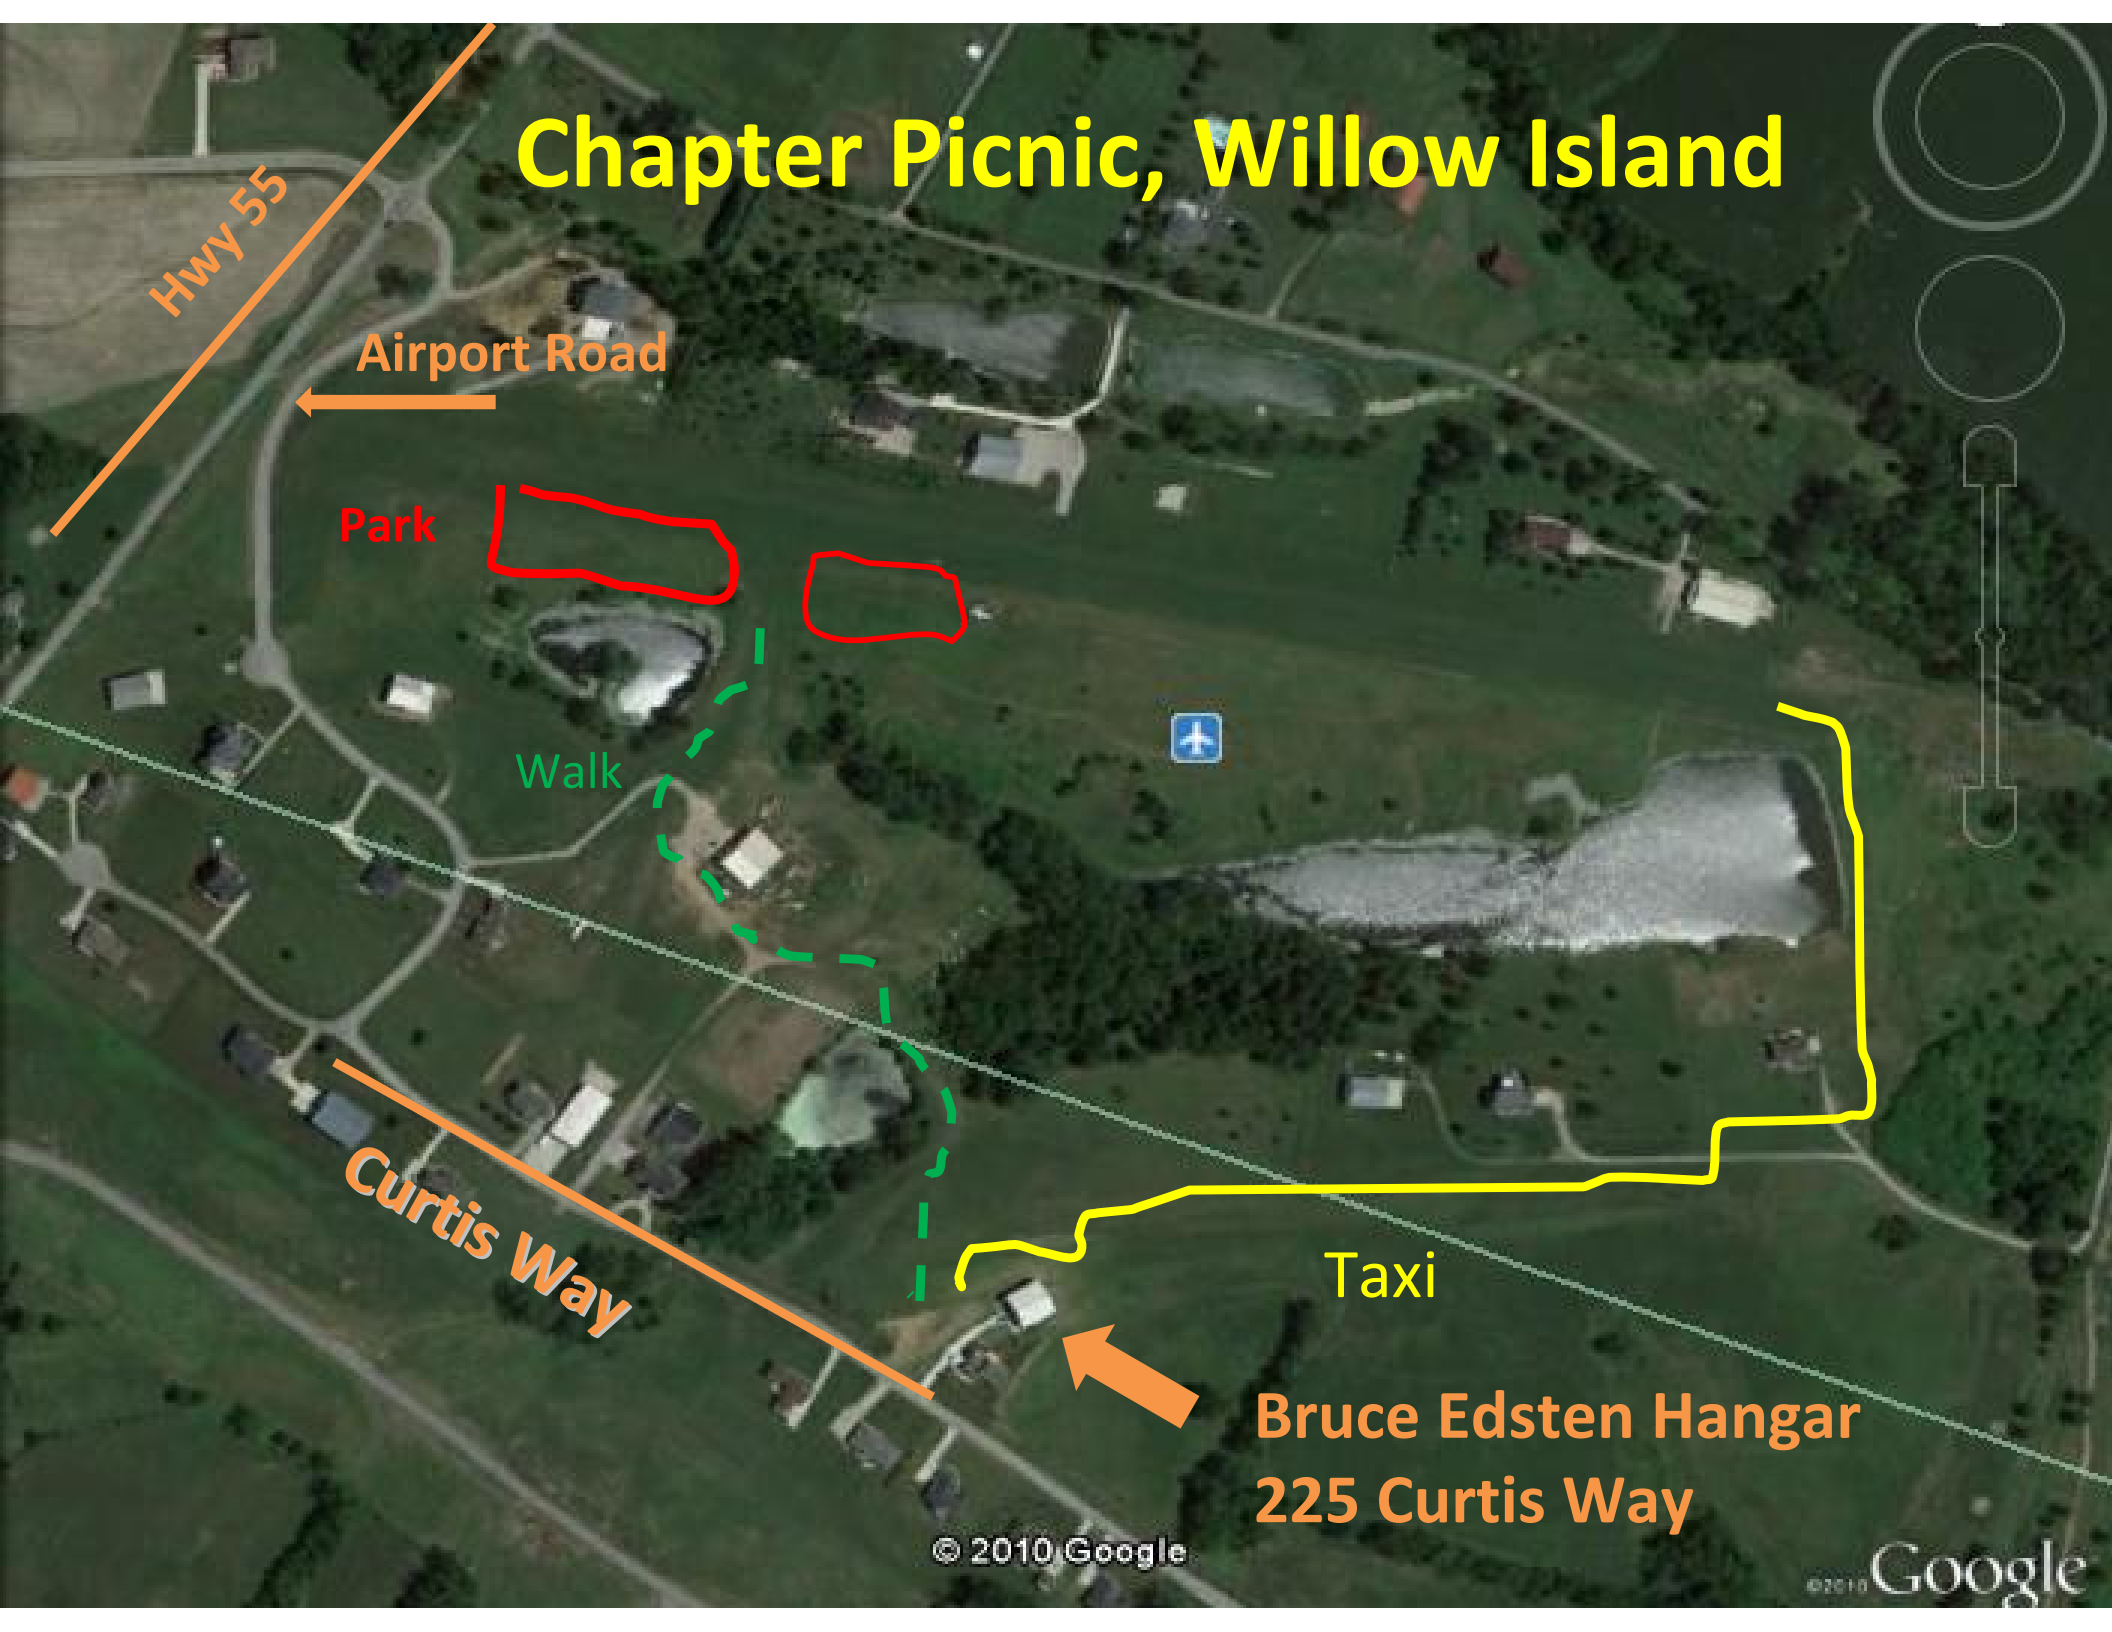 Chapter Picnic, Willow Island
Hwy 55
Airport Road
Park
Walk
Curtis Way
Taxi
Bruce Edsten Hangar
225 Curtis Way
© 2010 Google
©2010 Google